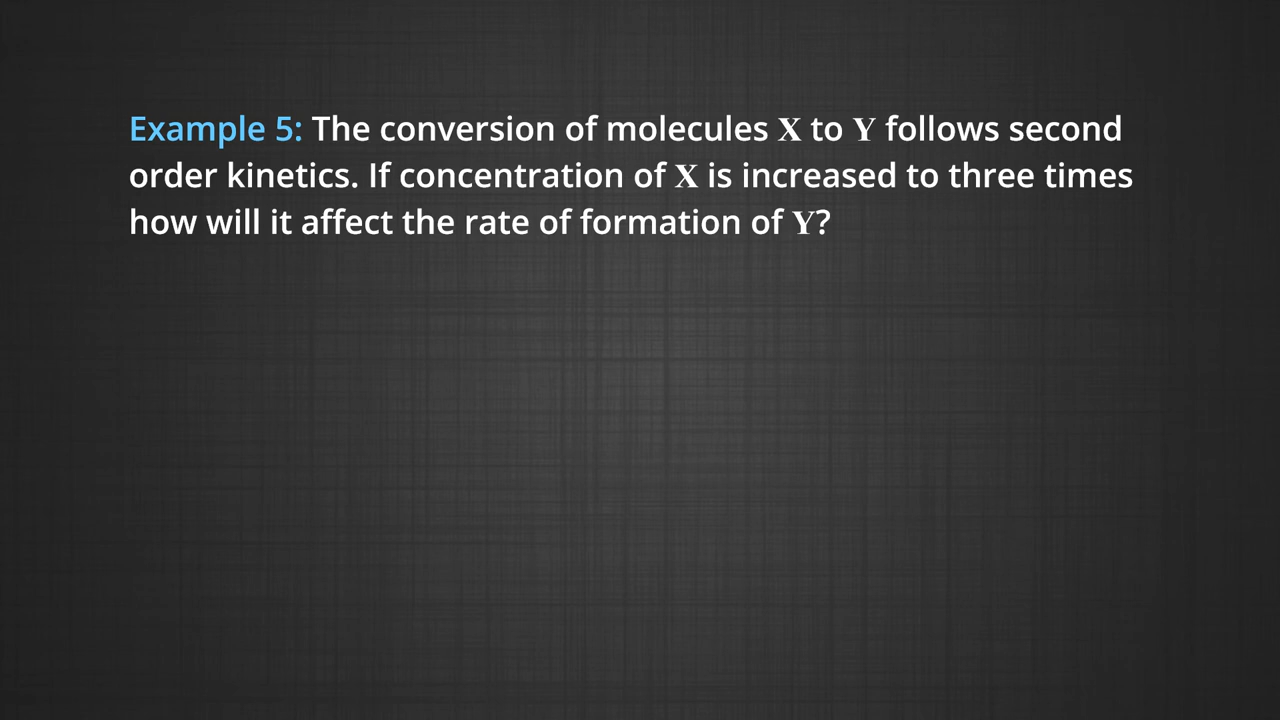 Example 5: The conversion of molecules X to Y follows second
order kinetics. If concentration of X is increased to three times
how will it affect the rate of formation of Y?